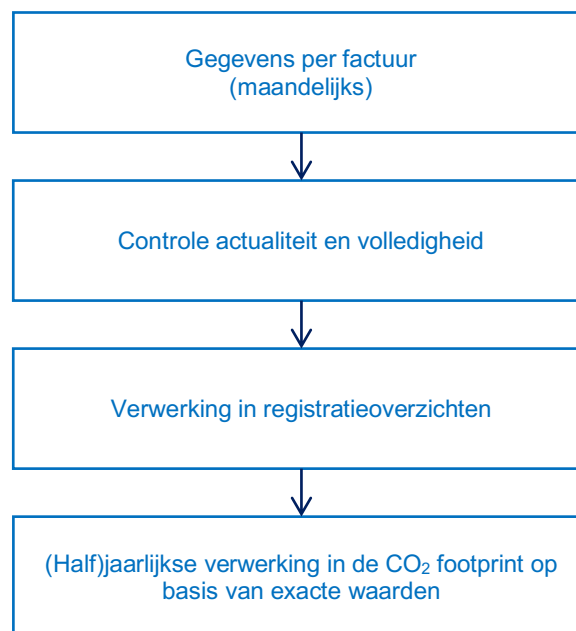 Gegevens per factuur
(maandelijks)
Controle actualiteit en volledigheid
Verwerking in registratieoverzichten
(Half)jaarlijkse verwerking in de CO₂ footprint op
basis van exacte waarden